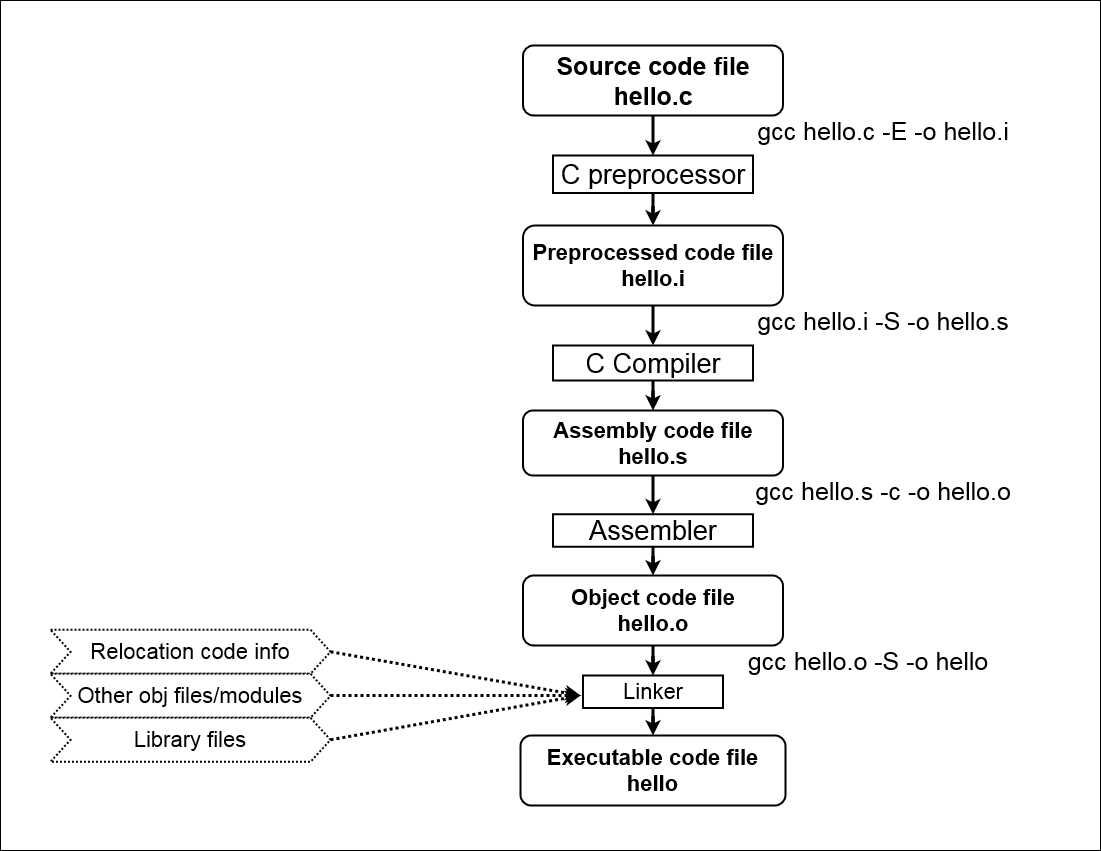 Source code file
hello.c
gcc hello.c -E -o hello.i
C preprocessor
Preprocessed code file
hello.i
gcc hello.i -S -o hello.s
C Compiler
Assembly code file
hello.s
gcc hello.s -c -o hello.o
Assembler
Object code file
hello.o
gcc hello.o -S -o hello
Relocation code info
Other obj files/modules
Library files
Linker
Executable code file
hello